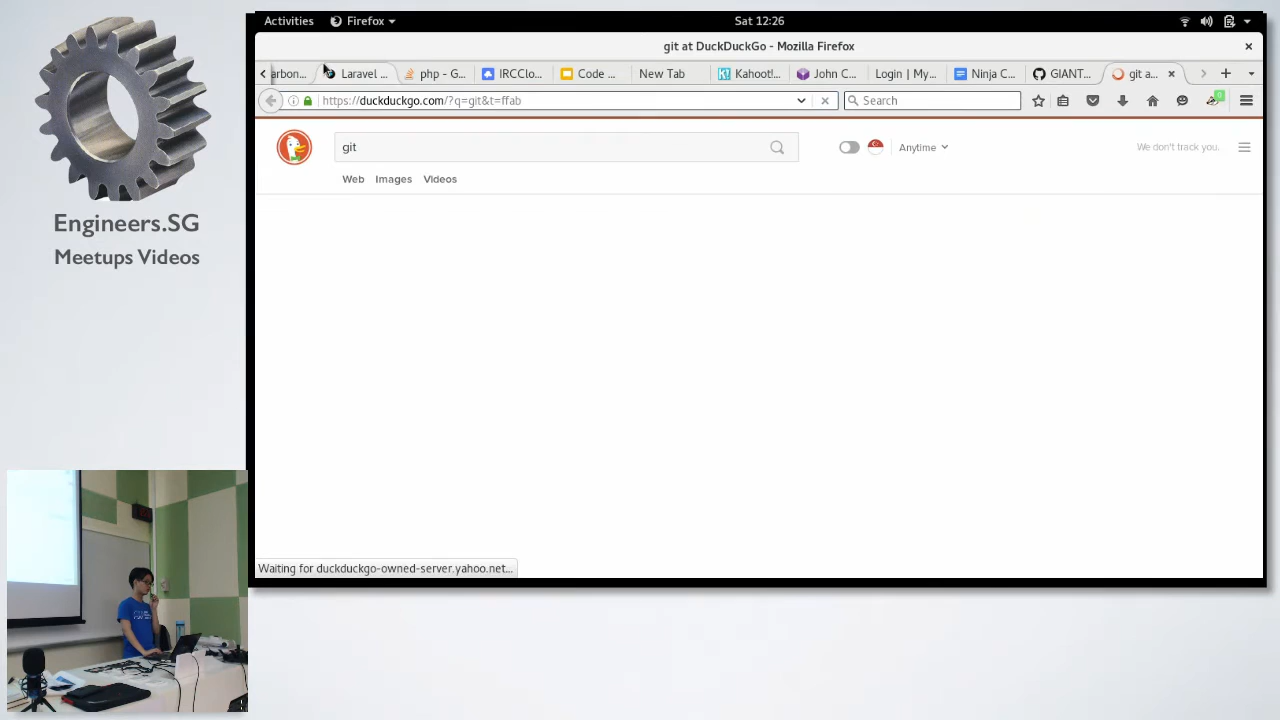 Activities
Firefox
Sat 12:26
git at DuckDuckGo - Mozilla Firefox
arbon...
Laravel ...
php - G...
IRCClo...
Code ...
New Tab
Kahoot!...
John C...
Login | My...
Ninja C...
GIANT...
git a...
https://duckduckgo.com/?q=git&t=ffab
Search
0
git
Anytime
We don't track you.
Web
Images
Videos
Waiting for duckduckgo-owned-server.yahoo.net...
Engineers.SG
Meetups Videos